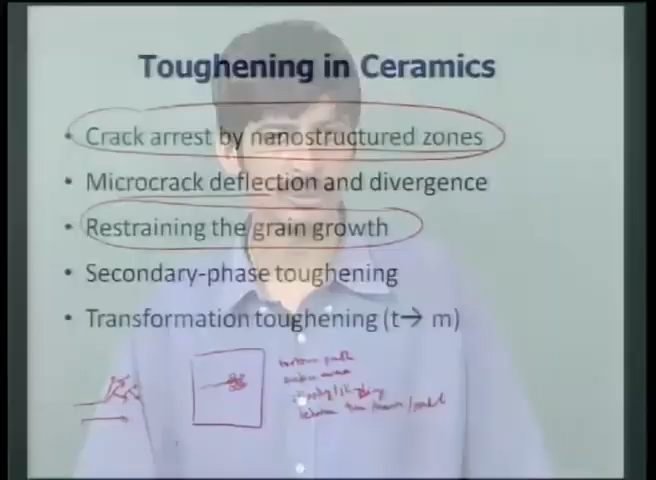 Toughening in Ceramics
• Crack arrest by nanostructured zones
• Microcrack deflection and divergence
• Restraining the grain growth
• Secondary-phase toughening
• Transformation toughening (t→ m)
path